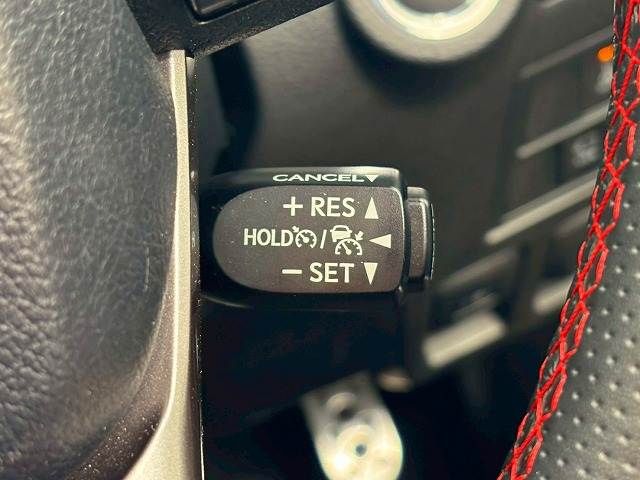 CANCEL▼
+ RES ▲
HOLD / ◀
− SET ▼